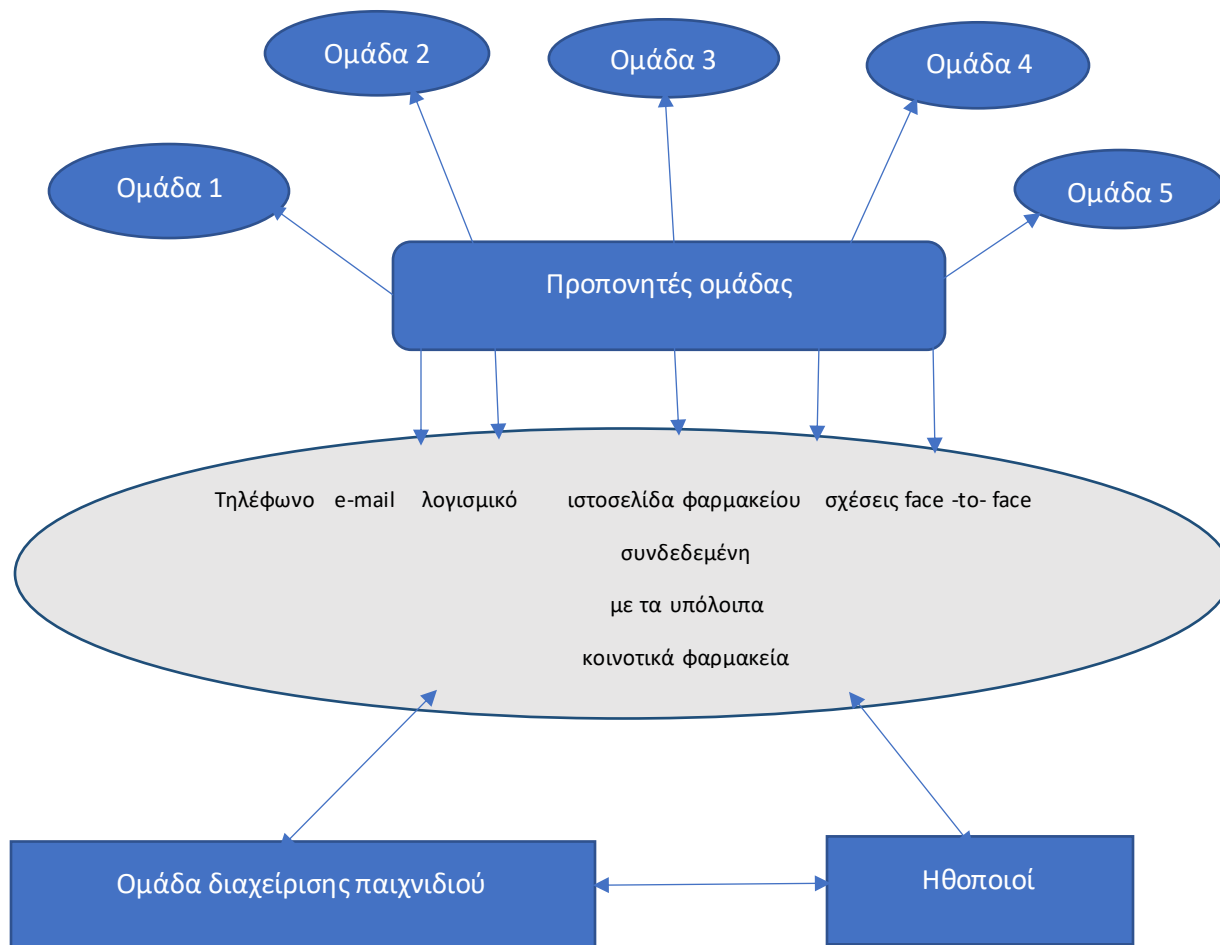 Ομάδα 2
Ομάδα 3
Ομάδα 4
Ομάδα 1
Ομάδα 5
Προπονητές ομάδας
Τηλέφωνο e-mail λογισμικό ιστοσελίδα φαρμακείου σχέσεις face -to- face
συνδεδεμένη
με τα υπόλοιπα
κοινοτικά φαρμακεία
Ομάδα διαχείρισης παιχνιδιού
Ηθοποιοί